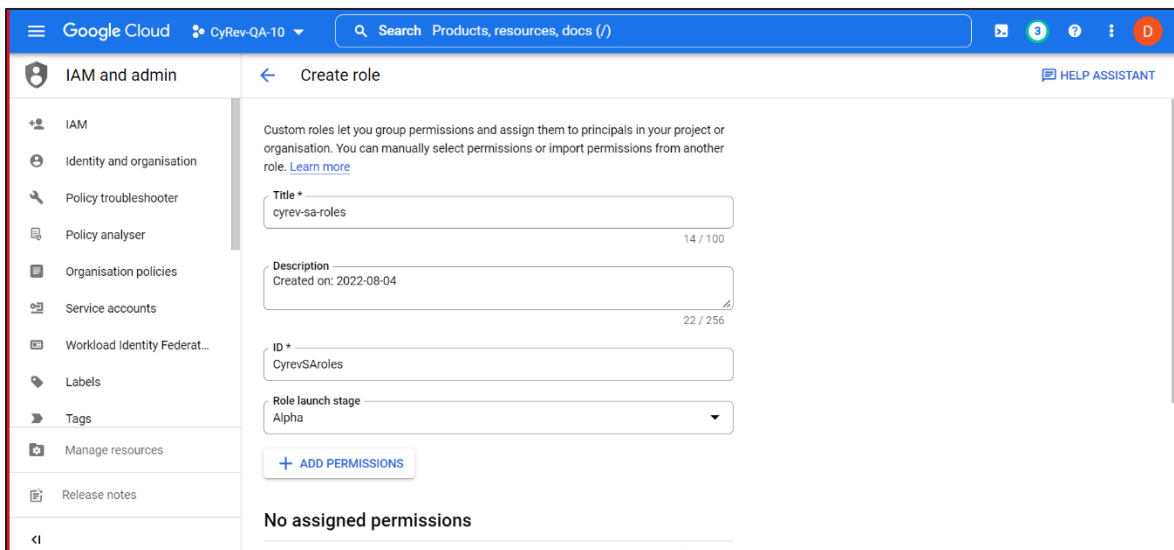 Google Cloud
CyRev-QA-10
Search Products, resources, docs (/)
3
?
D
IAM and admin
Create role
HELP ASSISTANT
IAM
Identity and organisation
Policy troubleshooter
Policy analyser
Organisation policies
Service accounts
Workload Identity Federat...
Labels
Tags
Manage resources
Release notes
Custom roles let you group permissions and assign them to principals in your project or
organisation. You can manually select permissions or import permissions from another
role. Learn more
Title *
cyrev-sa-roles
14 / 100
Description
Created on: 2022-08-04
22 / 256
ID *
CyrevSAroles
Role launch stage
Alpha
+ ADD PERMISSIONS
No assigned permissions